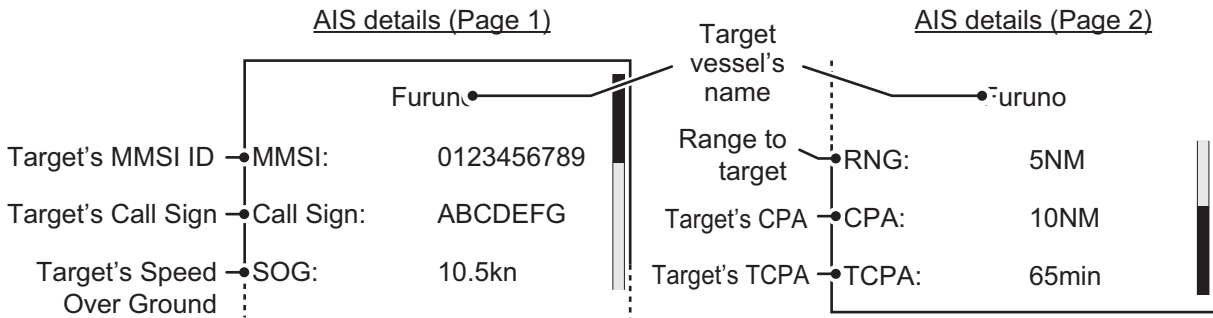 AIS details (Page 1)
Furuno
Target's MMSI ID
MMSI: 0123456789
Target's Call Sign
Call Sign: ABCDEFG
Target's Speed
Over Ground
SOG: 10.5kn
Target
vessel's
name
AIS details (Page 2)
Furuno
Range to
target
RNG: 5NM
Target's CPA
CPA: 10NM
Target's TCPA
TCPA: 65min